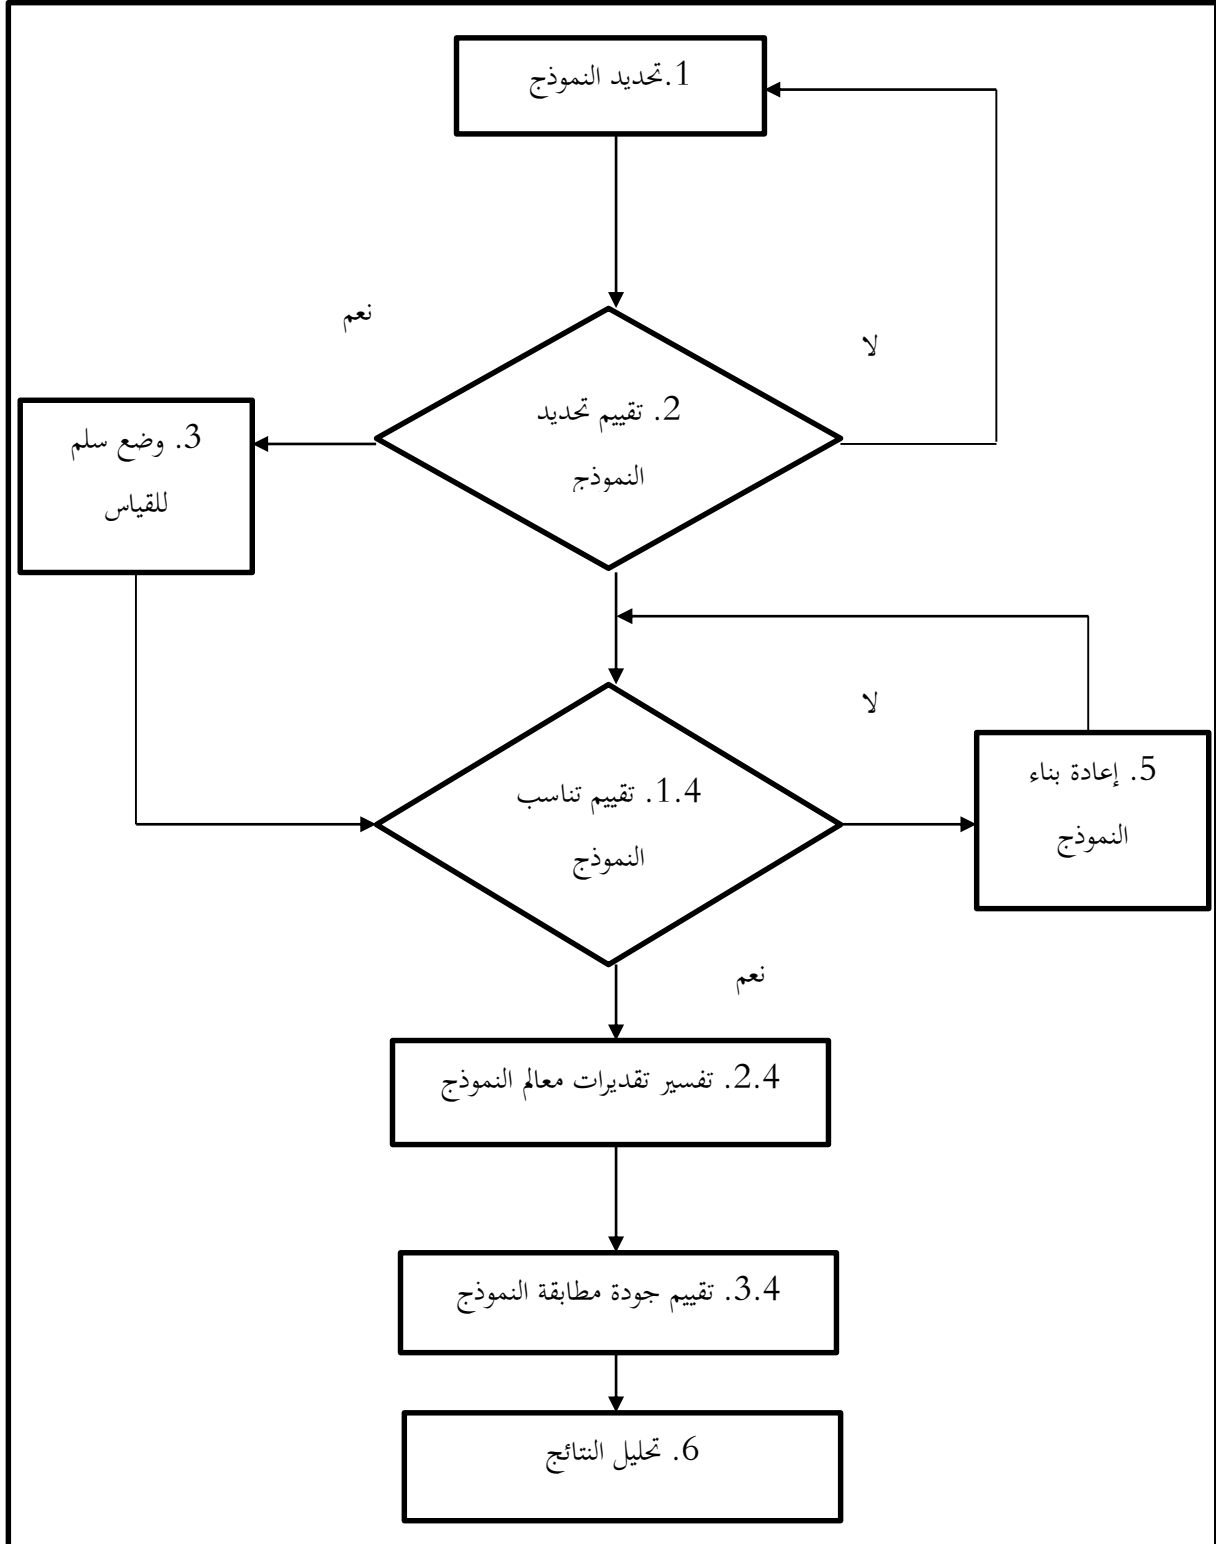 1.تحديد النموذج
نعم
لا
2. تقييم تحديد
النموذج
3. وضع سلم
للقياس
لا
1.4. تقييم تناسب
النموذج
5. إعادة بناء
النموذج
نعم
2.4. تفسير تقديرات معالم النموذج
3.4. تقييم جودة مطابقة النموذج
6. تحليل النتائج